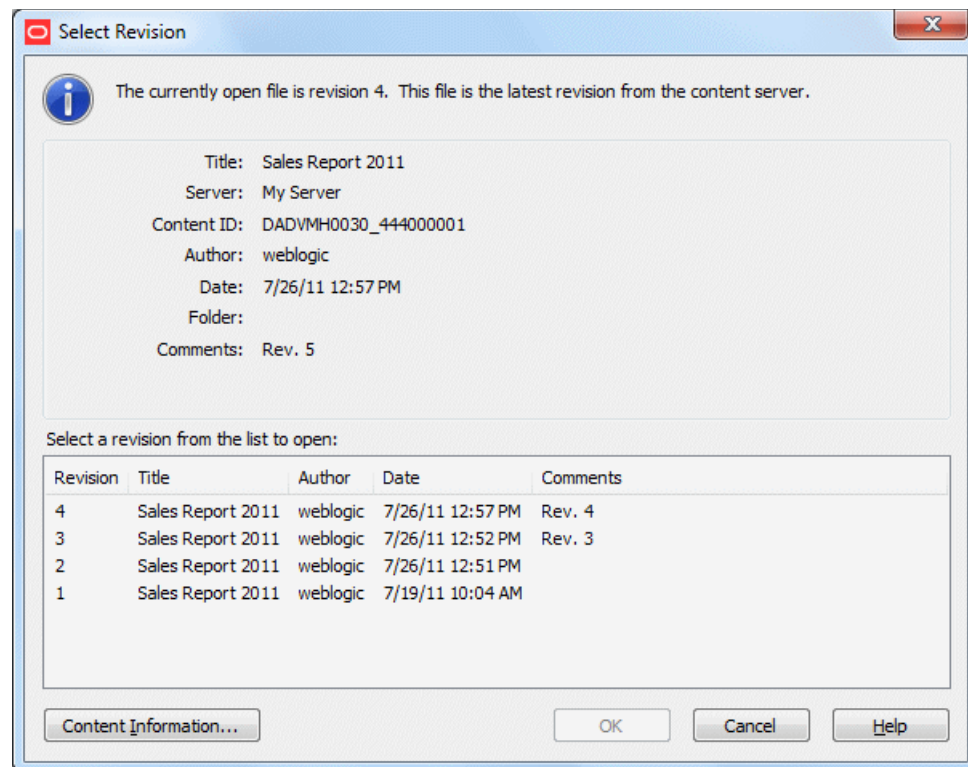 Select Revision
The currently open file is revision 4. This file is the latest revision from the content server.
Title: Sales Report 2011
Server: My Server
Content ID: DADVMH0030_444000001
Author: weblogic
Date: 7/26/11 12:57 PM
Folder:
Comments: Rev. 5
Select a revision from the list to open:
Revision Title Author Date Comments
4 Sales Report 2011 weblogic 7/26/11 12:57 PM Rev. 4
3 Sales Report 2011 weblogic 7/26/11 12:52 PM Rev. 3
2 Sales Report 2011 weblogic 7/26/11 12:51 PM
1 Sales Report 2011 weblogic 7/19/11 10:04 AM
Content Information... OK Cancel Help